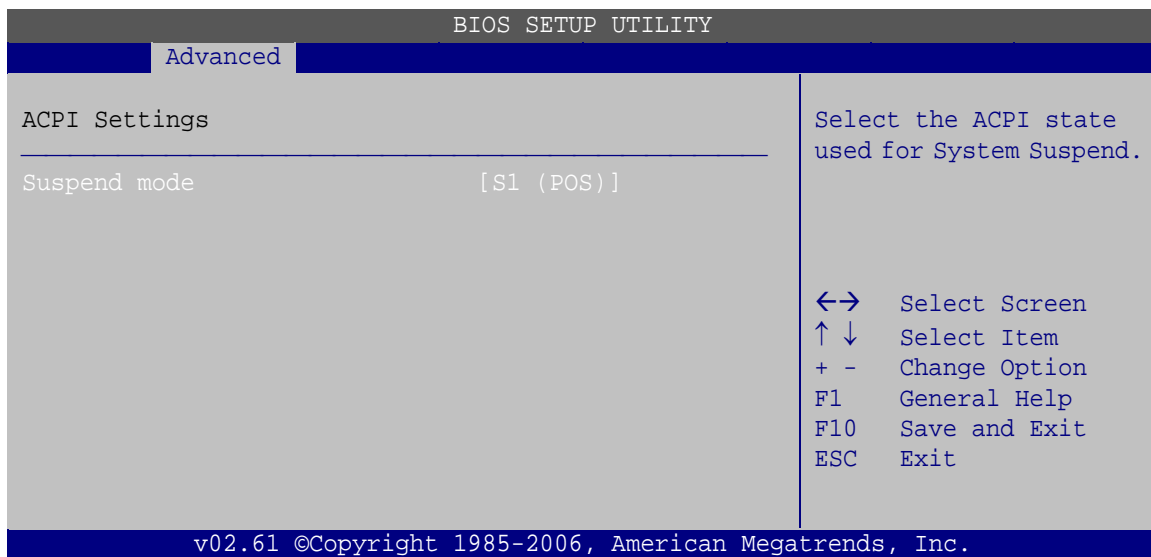 BIOS SETUP UTILITY
Advanced
ACPI Settings
Suspend mode [S1 (POS)]
Select the ACPI state
used for System Suspend.
←→ Select Screen
↑ ↓ Select Item
+ - Change Option
F1 General Help
F10 Save and Exit
ESC Exit
v02.61 ©Copyright 1985-2006, American Megatrends, Inc.